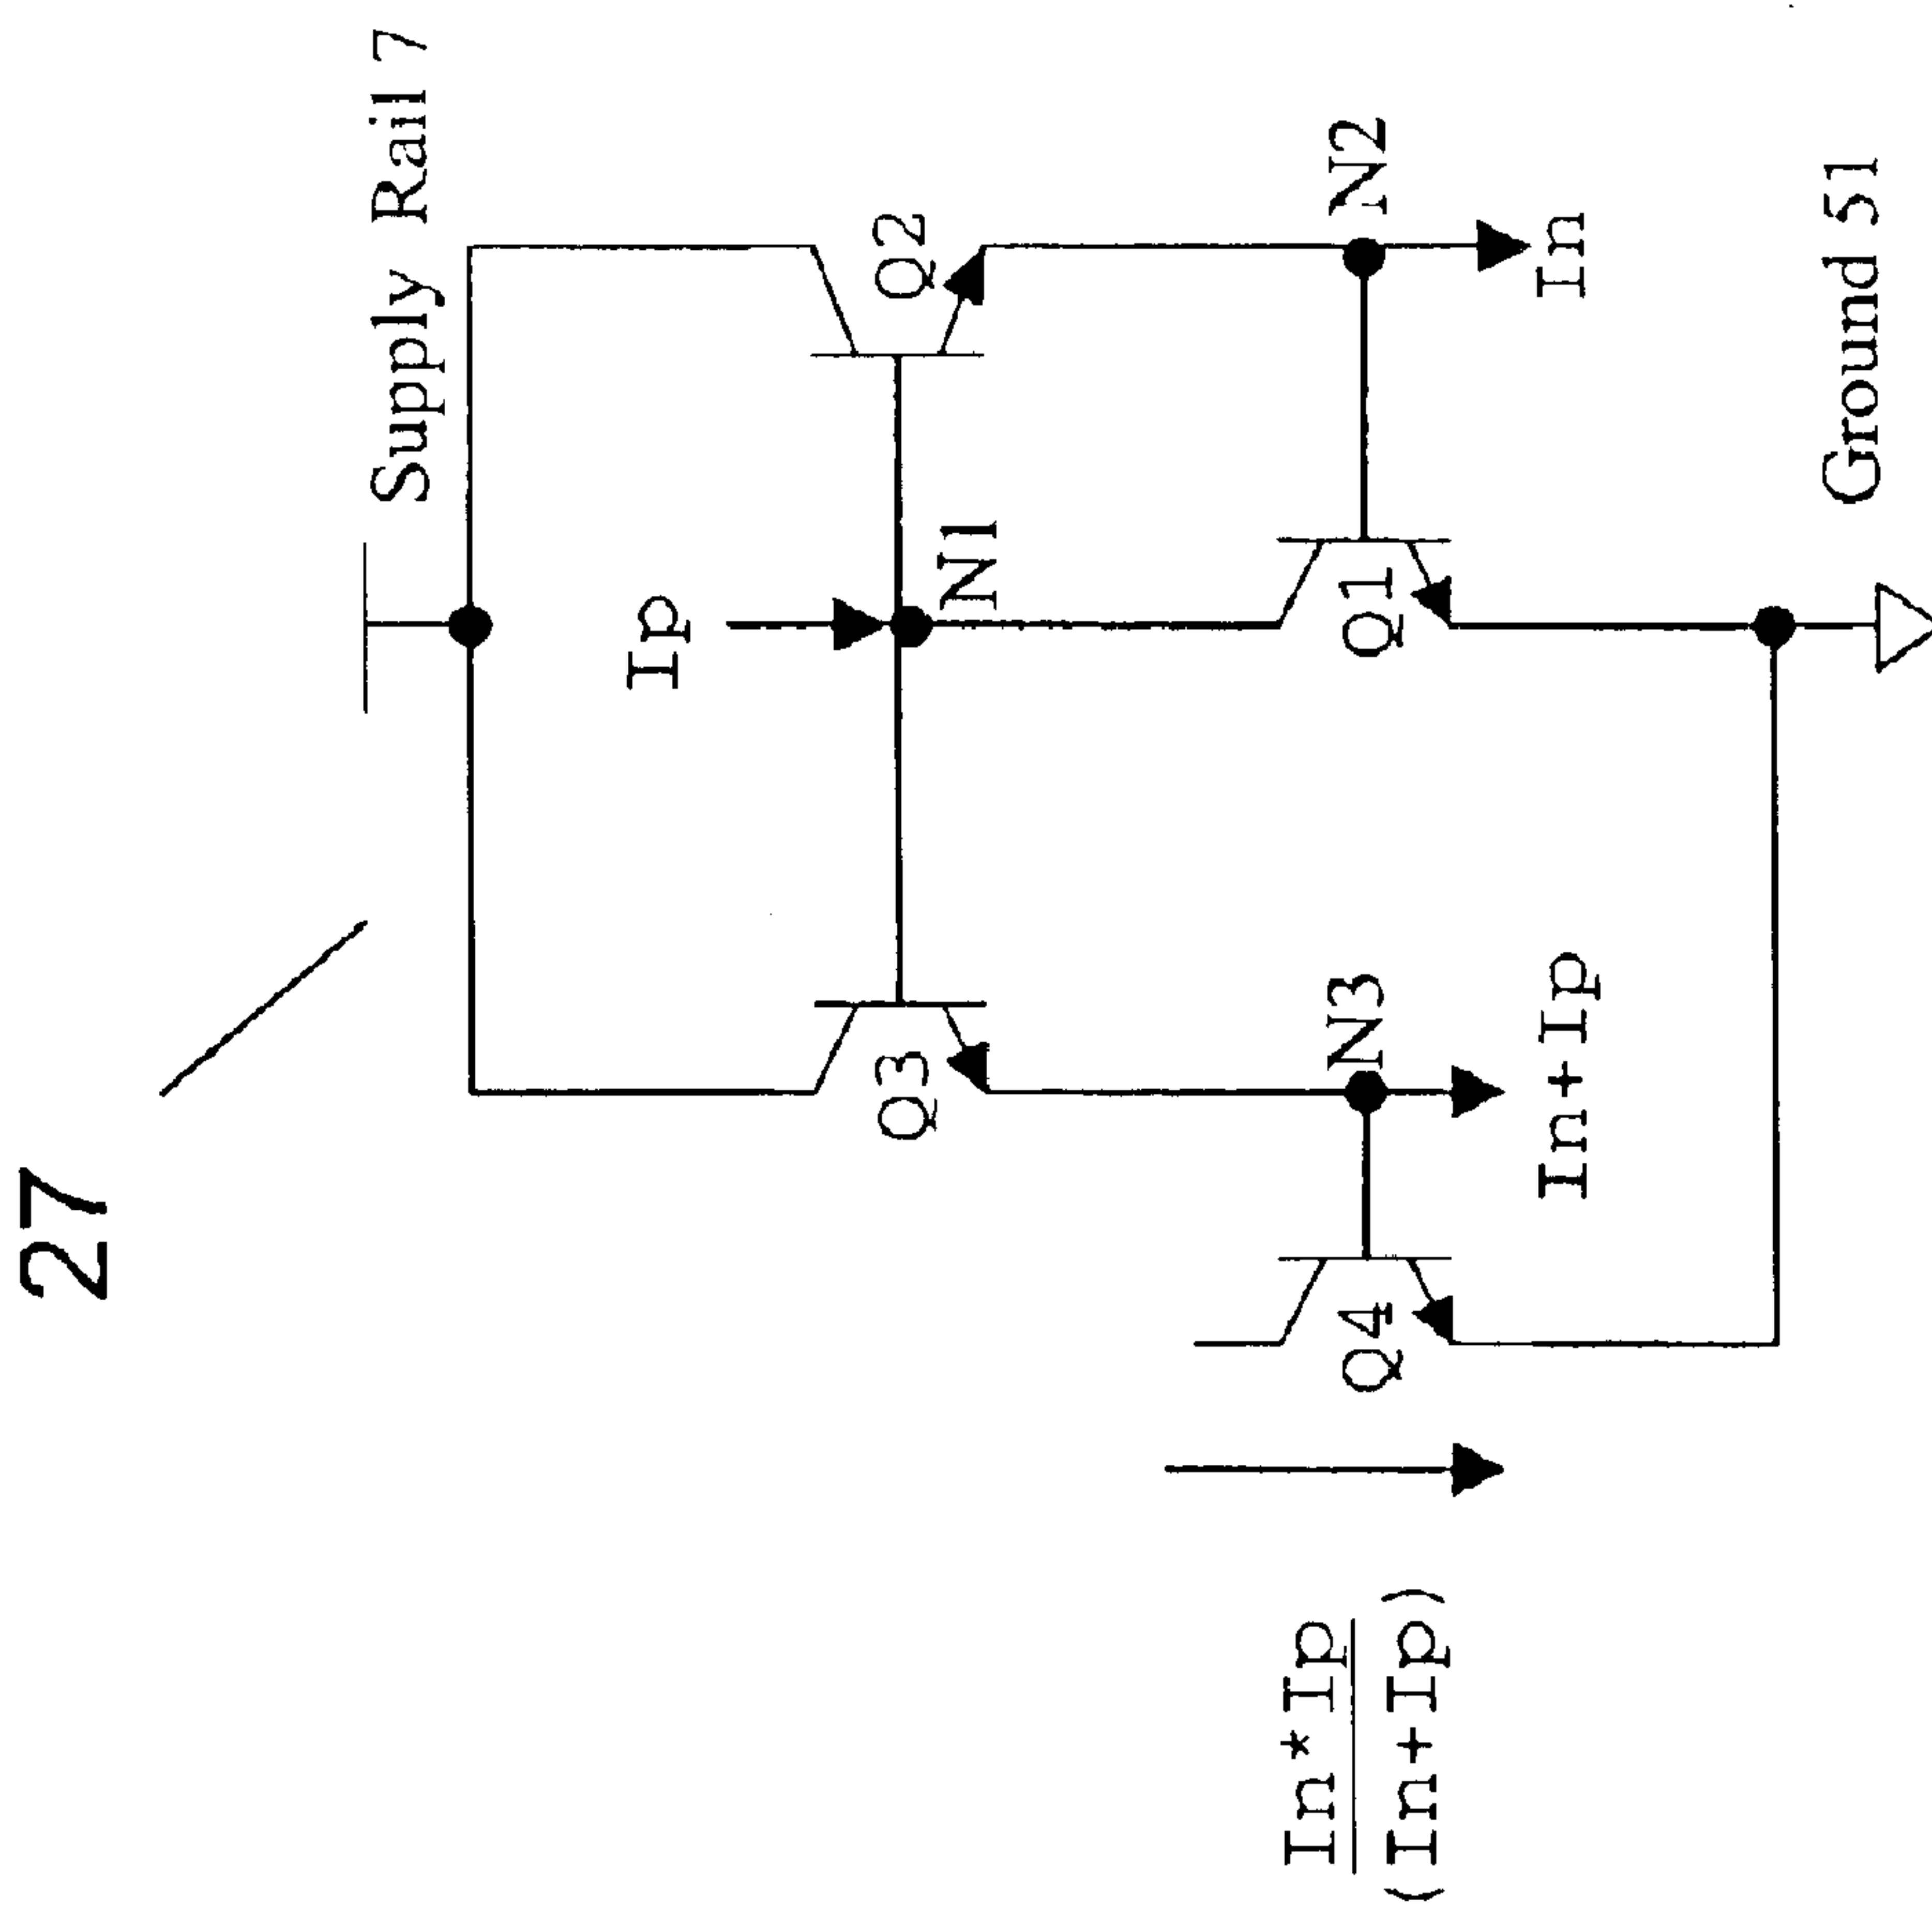 27
Supply Rail 7
Ip
Q3
Q2
N1
In*Ip
(In+Ip)
Q4
N3
Q1
N2
In+Ip
In
Ground 51